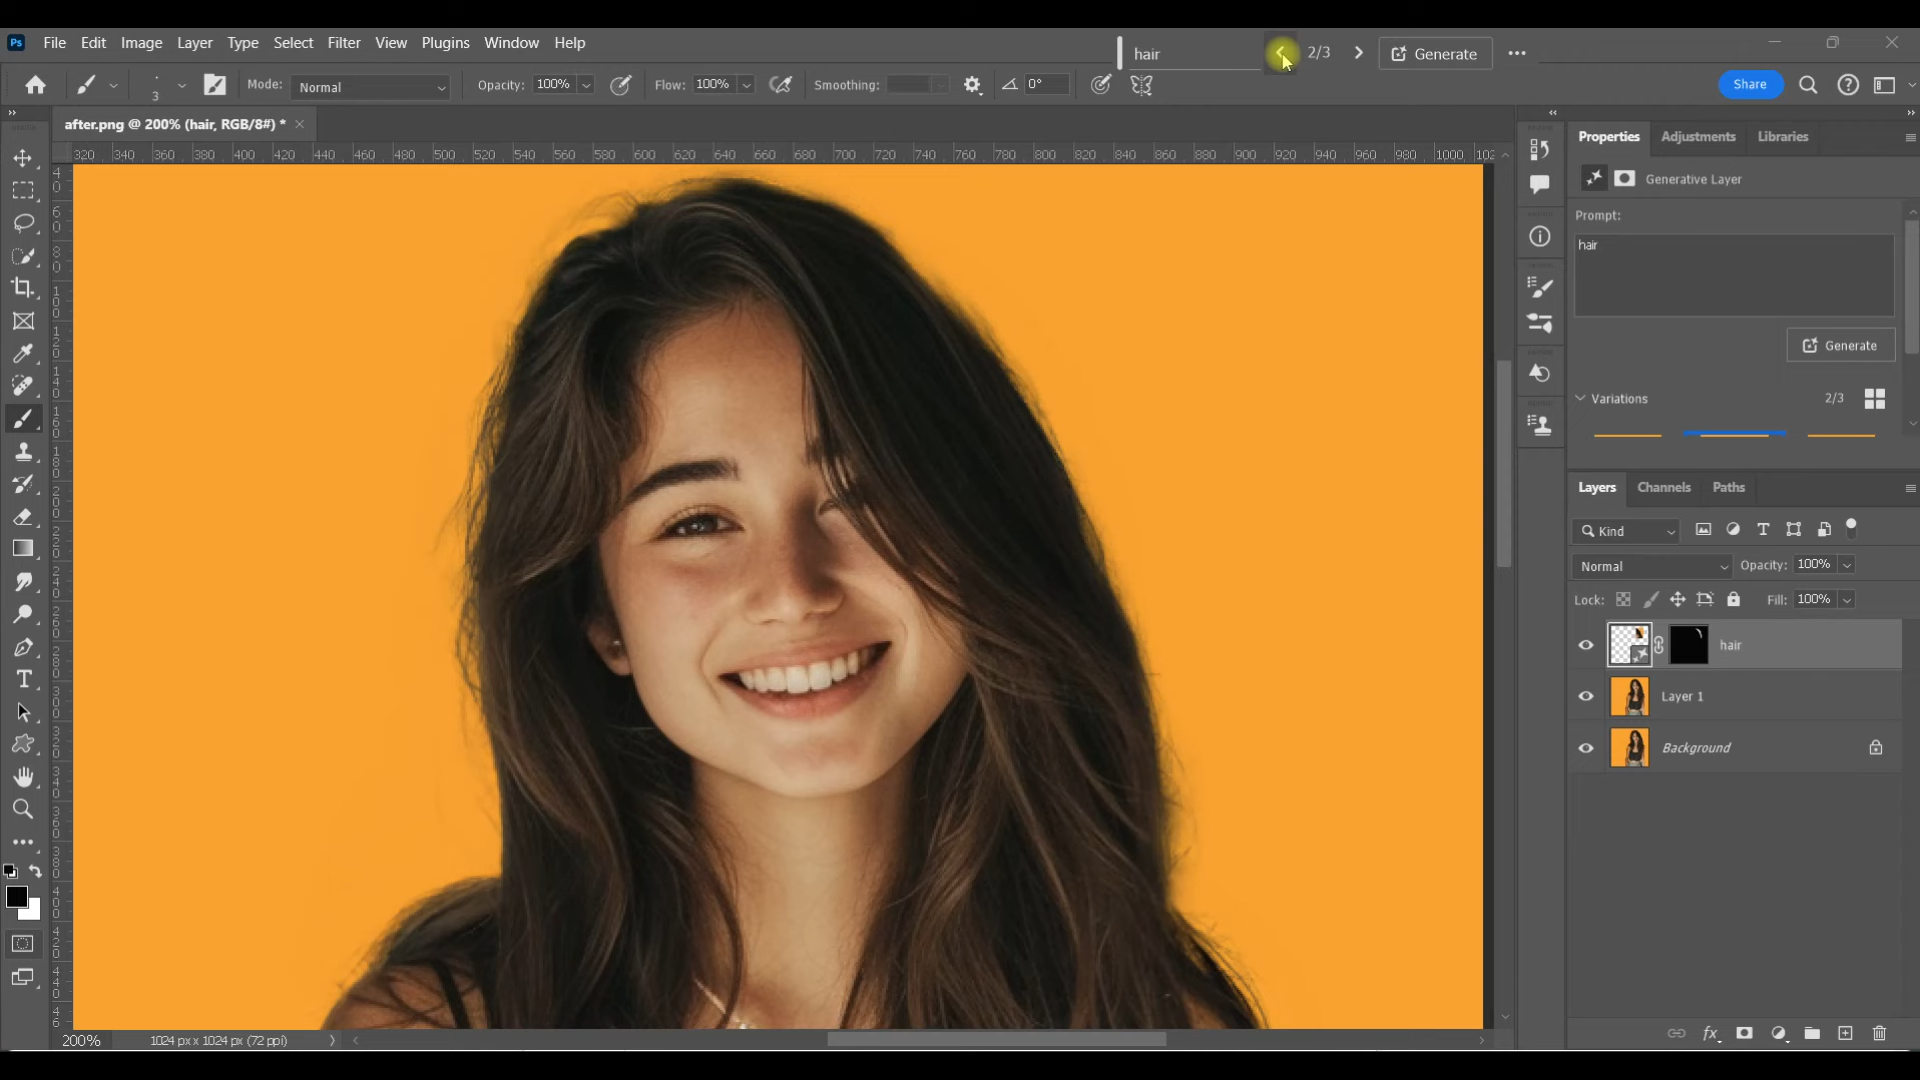 Ps File Edit Image Layer Type Select Filter View Plugins Window Help
hair 2/3 Generate
3 Mode: Normal Opacity: 100% Flow: 100% Smoothing: 0° Share
after.png @ 200% (hair, RGB/8#) *
320 340 360 380 400 420 440 460 480 500 520 540 560 580 600 620 640 660 680 700 720 740 760 780 800 820 840 860 880 900 920 940 960 980 1000 102
Properties Adjustments Libraries
Generative Layer
Prompt:
hair
Generate
Variations 2/3
Layers Channels Paths
Kind
Normal Opacity: 100%
Lock: Fill: 100%
hair
Layer 1
Background
fx
200% 1024 px x 1024 px (72 ppi)